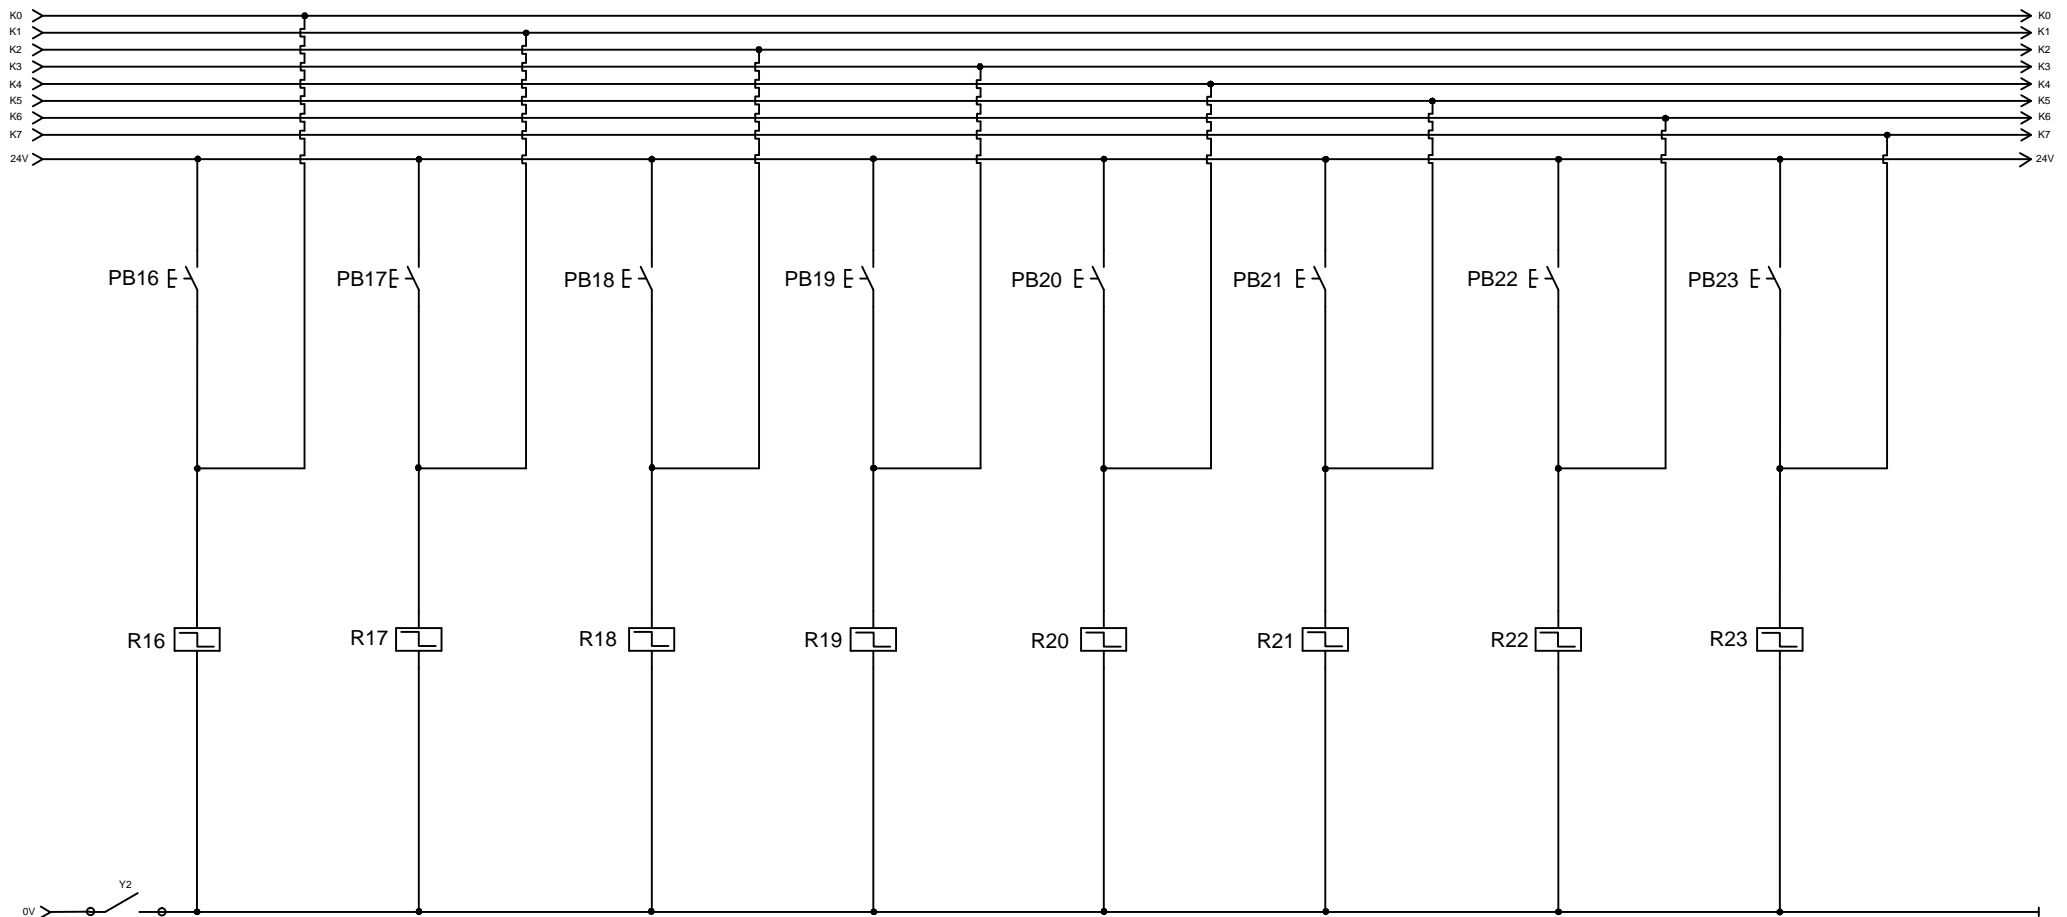 K0 K0
K1 K1
K2 K2
K3 K3
K4 K4
K5 K5
K6 K6
K7 K7
24V 24V
PB16 PB17 PB18 PB19 PB20 PB21 PB22 PB23
R16 R17 R18 R19 R20 R21 R22 R23
Y2
0V